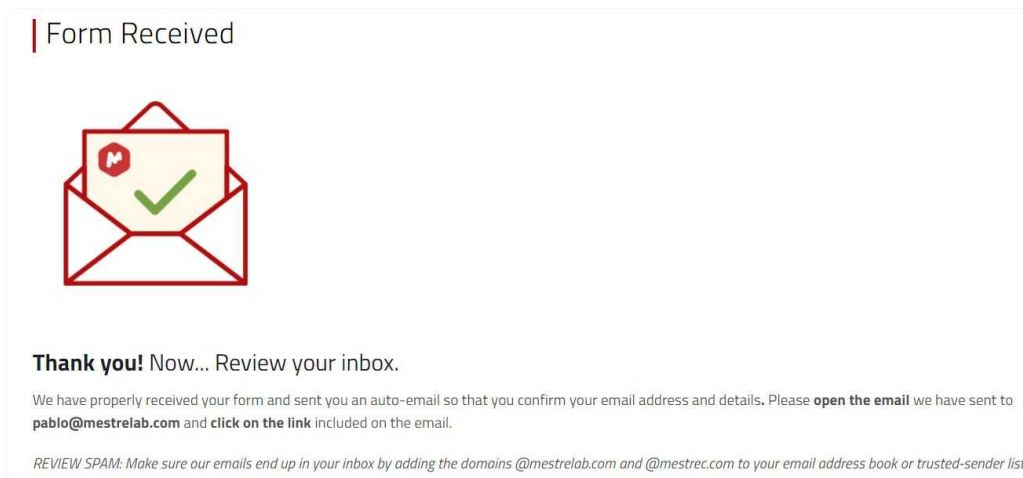 Form Received
M
Thank you! Now... Review your inbox.
We have properly received your form and sent you an auto-email so that you confirm your email address and details. Please open the email we have sent to
pablo@mestrelab.com and click on the link included on the email.
REVIEW SPAM: Make sure our emails end up in your inbox by adding the domains @mestrelab.com and @mestrec.com to your email address book or trusted-sender list